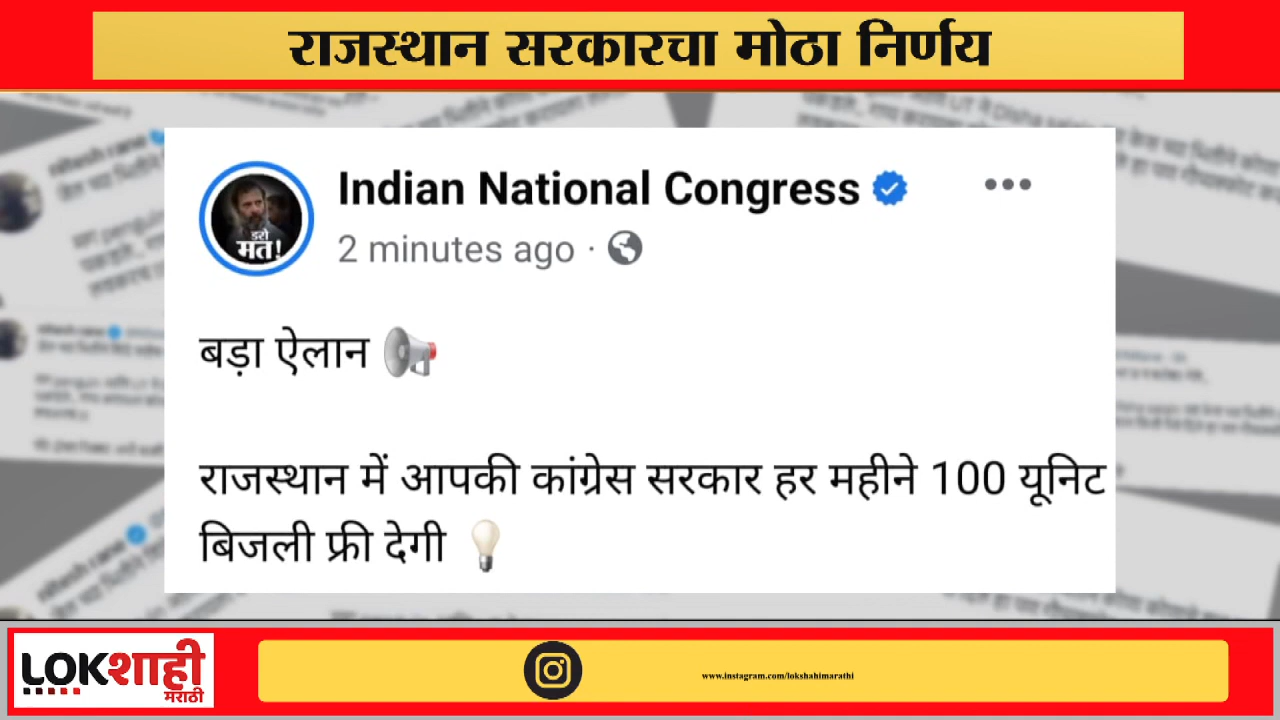 राजस्थान सरकारचा मोठा निर्णय
Indian National Congress
2 minutes ago ·
डरो
मत!
बड़ा ऐलान
राजस्थान में आपकी कांग्रेस सरकार हर महीने 100 यूनिट
बिजली फ्री देगी
LOKशाही
मराठी
www.instagram.com/lokshahimarathi